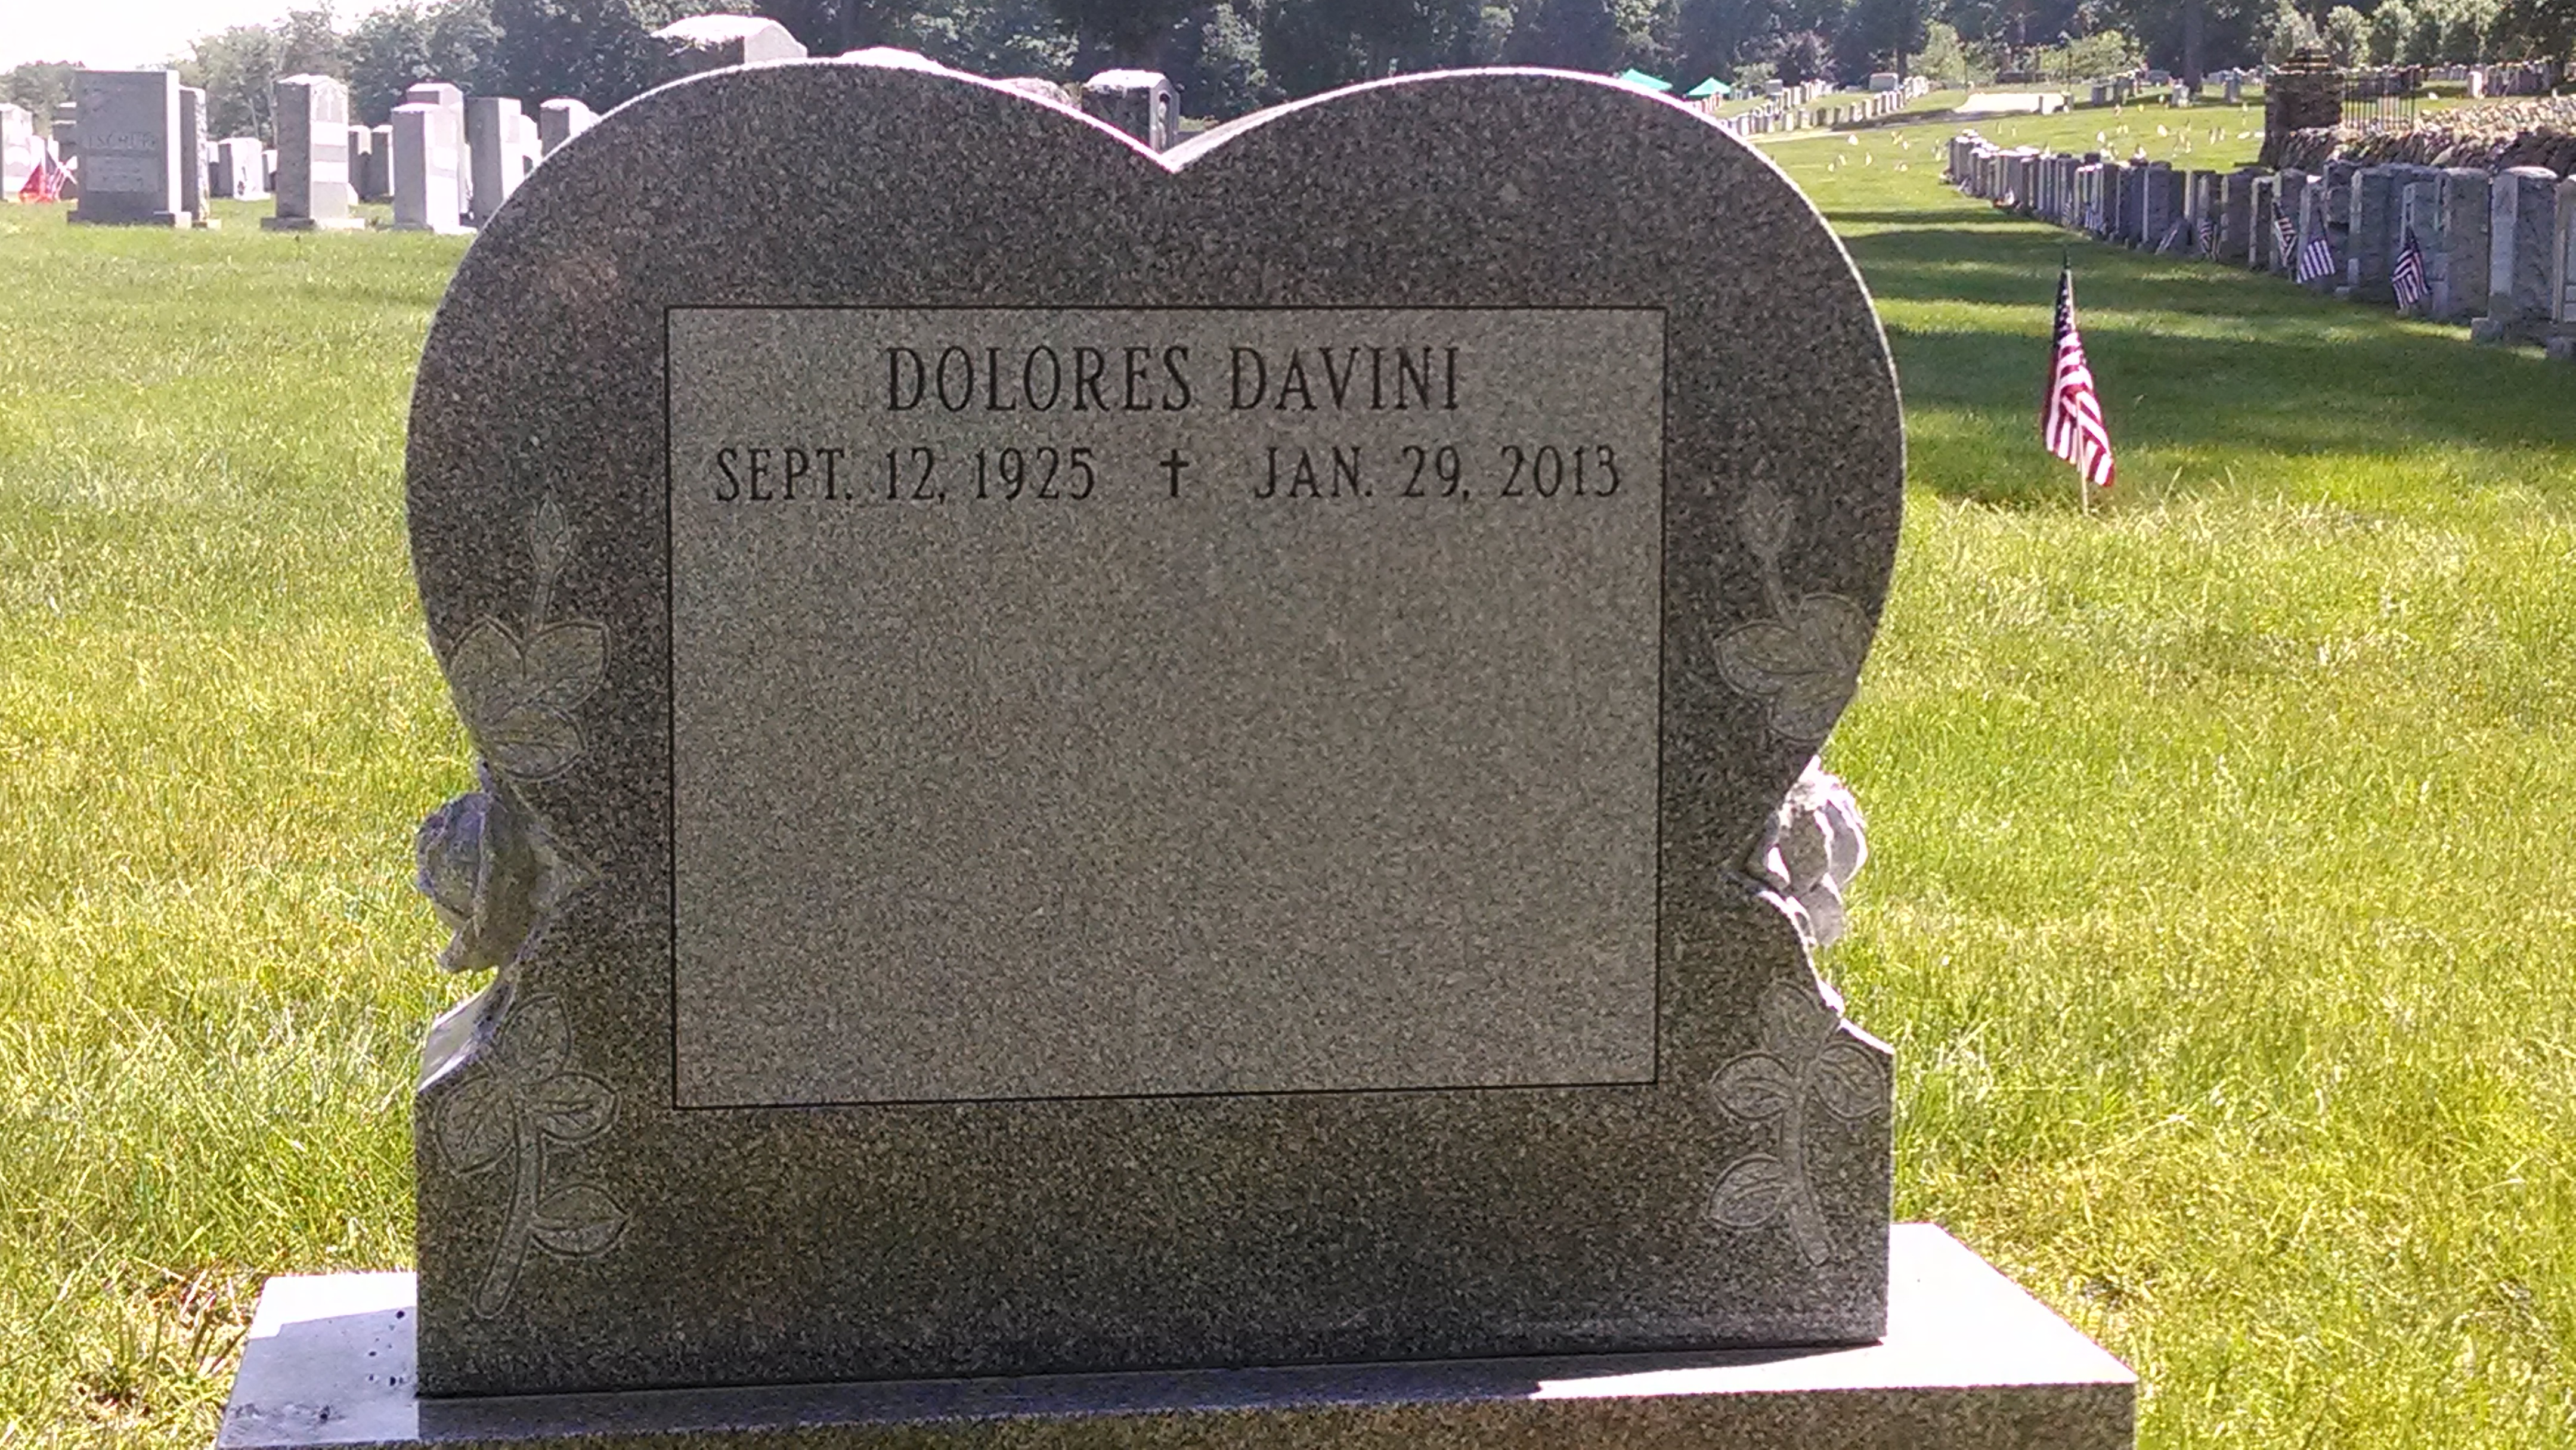 DOLORES DAVINI
SEPT. 12, 1925 † JAN. 29, 2013